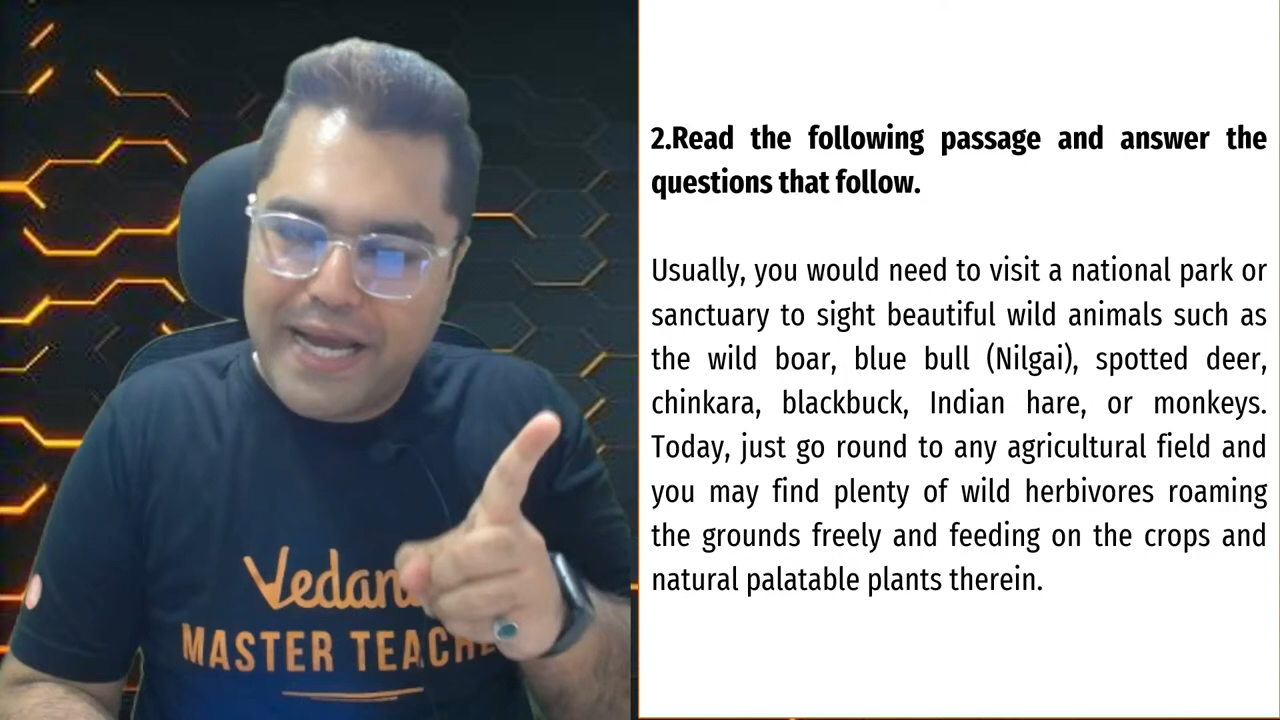 Vedan
MASTER TEACHE
2.Read the following passage and answer the
questions that follow.
Usually, you would need to visit a national park or
sanctuary to sight beautiful wild animals such as
the wild boar, blue bull (Nilgai), spotted deer,
chinkara, blackbuck, Indian hare, or monkeys.
Today, just go round to any agricultural field and
you may find plenty of wild herbivores roaming
the grounds freely and feeding on the crops and
natural palatable plants therein.